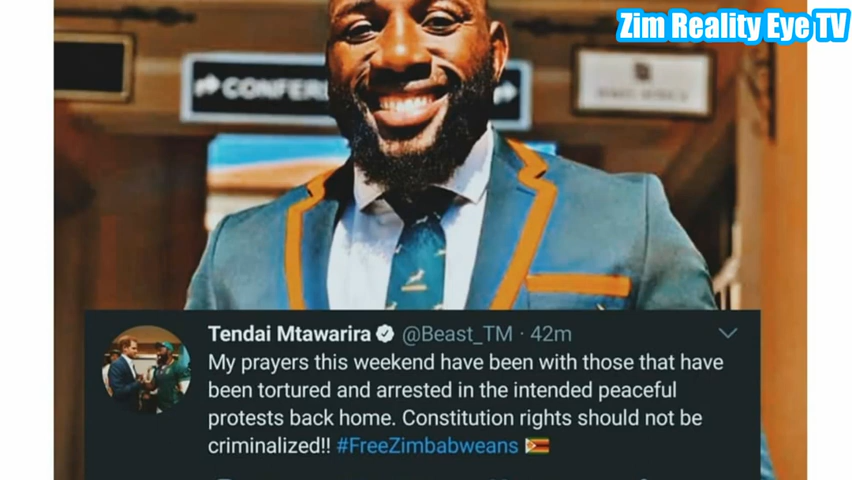 Zim Reality Eye TV
CONFER
Tendai Mtawarira @Beast_TM · 42m
My prayers this weekend have been with those that have
been tortured and arrested in the intended peaceful
protests back home. Constitution rights should not be
criminalized!! #FreeZimbabweans 🇿🇼